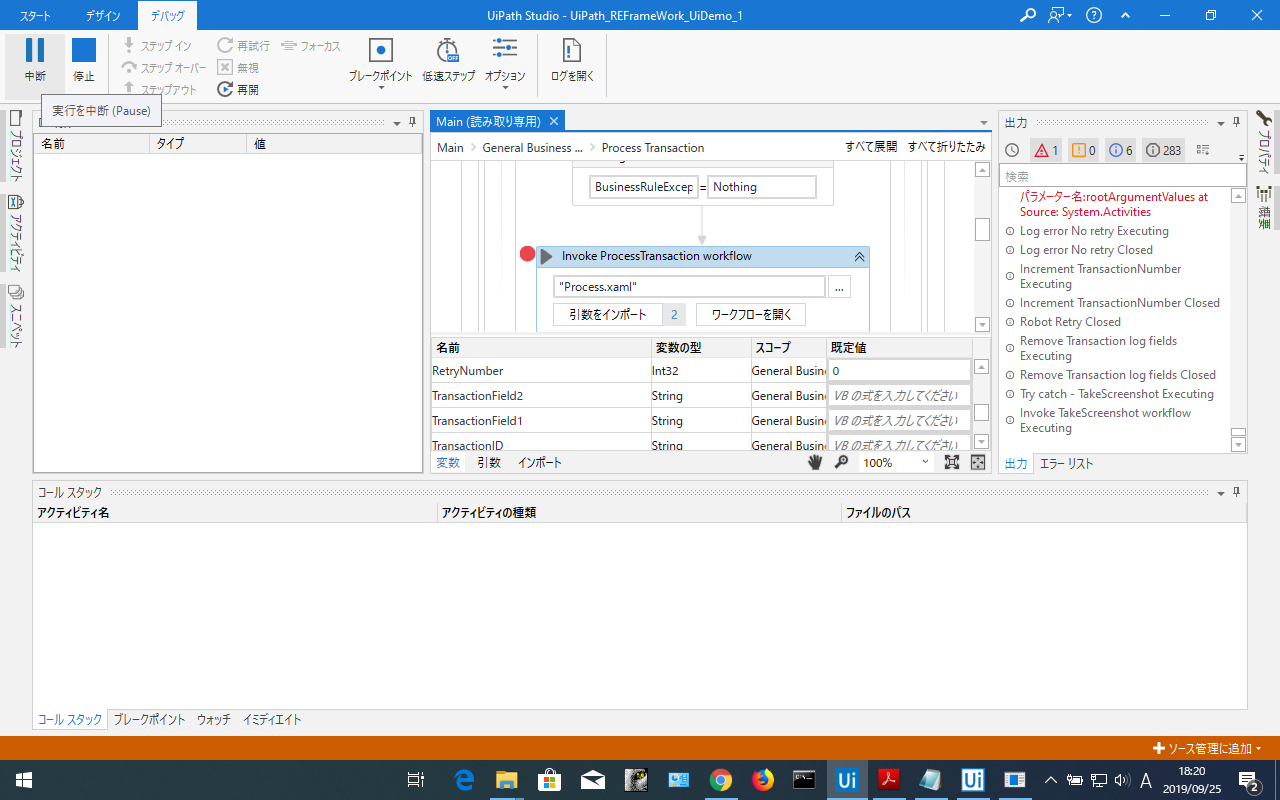 スタート
デザイン
デバッグ
UiPath Studio - UiPath_REFrameWork_UiDemo_1
中断
停止
ステップ イン
ステップ オーバー
ステップアウト
再試行
無視
再開
フォーカス
ブレークポイント
低速ステップ
OFF
オプション
ログを開く
実行を中断 (Pause)
プロジェクト
アクティビティ
スニペット
名前
タイプ
値
Main (読み取り専用)
Main
General Business ...
Process Transaction
すべて展開
すべて折りたたみ
BusinessRuleExcep
=
Nothing
Invoke ProcessTransaction workflow
"Process.xaml"
...
引数をインポート
2
ワークフローを開く
名前
変数の型
スコープ
既定値
RetryNumber
Int32
General Busin
0
TransactionField2
String
General Busin
VB の式を入力してください
TransactionField1
String
General Busin
VB の式を入力してください
TransactionID
String
General Busin
VB の式を入力してください
変数
引数
インポート
100%
出力
1
0
6
283
検索
パラメーター名:rootArgumentValues at
Source: System.Activities
Log error No retry Executing
Log error No retry Closed
Increment TransactionNumber
Executing
Increment TransactionNumber Closed
Robot Retry Closed
Remove Transaction log fields
Executing
Remove Transaction log fields Closed
Try catch - TakeScreenshot Executing
Invoke TakeScreenshot workflow
Executing
出力
エラー リスト
プロパティ
概要
コール スタック
アクティビティ名
アクティビティの種類
ファイルのパス
コール スタック
ブレークポイント
ウォッチ
イミディエイト
ソース管理に追加
Ui
Ui
A
18:20
2019/09/25
2